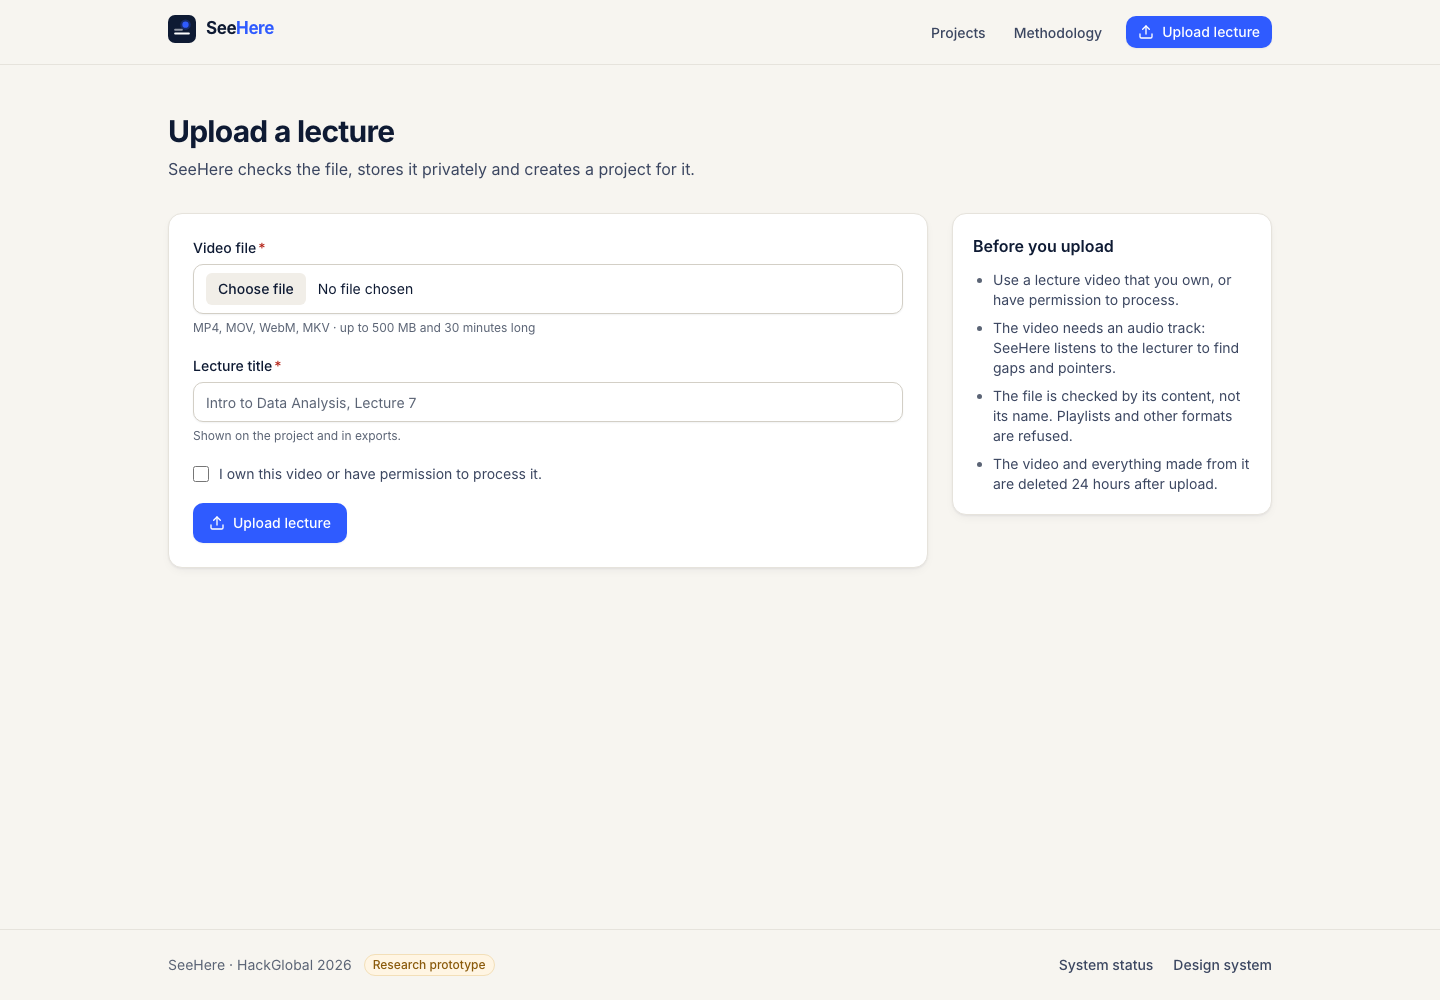 SeeHere
Projects
Methodology
Upload lecture
Upload a lecture
SeeHere checks the file, stores it privately and creates a project for it.
Video file*
Choose file No file chosen
MP4, MOV, WebM, MKV · up to 500 MB and 30 minutes long
Lecture title*
Intro to Data Analysis, Lecture 7
Shown on the project and in exports.
I own this video or have permission to process it.
Upload lecture
Before you upload
• Use a lecture video that you own, or
have permission to process.
• The video needs an audio track:
SeeHere listens to the lecturer to find
gaps and pointers.
• The file is checked by its content, not
its name. Playlists and other formats
are refused.
• The video and everything made from it
are deleted 24 hours after upload.
SeeHere · HackGlobal 2026
Research prototype
System status
Design system